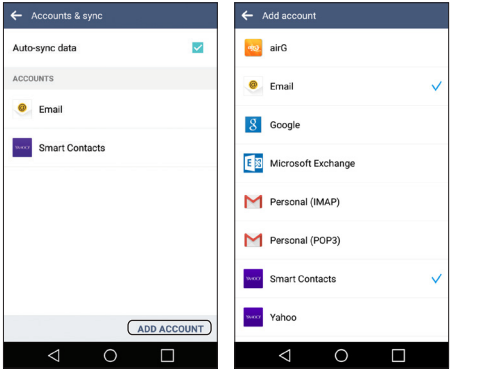 Accounts & sync
Auto-sync data
ACCOUNTS
Email
Smart Contacts
ADD ACCOUNT
Add account
airG
Email
Google
Microsoft Exchange
Personal (IMAP)
Personal (POP3)
Smart Contacts
Yahoo